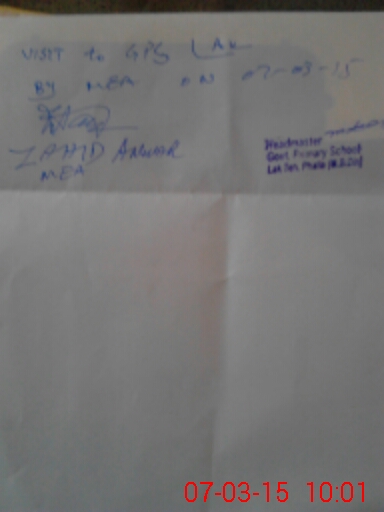 VISIT to GPS LAK
BY MEA ON 07-03-15
ZAHID ANWAR
MEA
Headmaster
Govt. Primary School
07-03-15 10:01